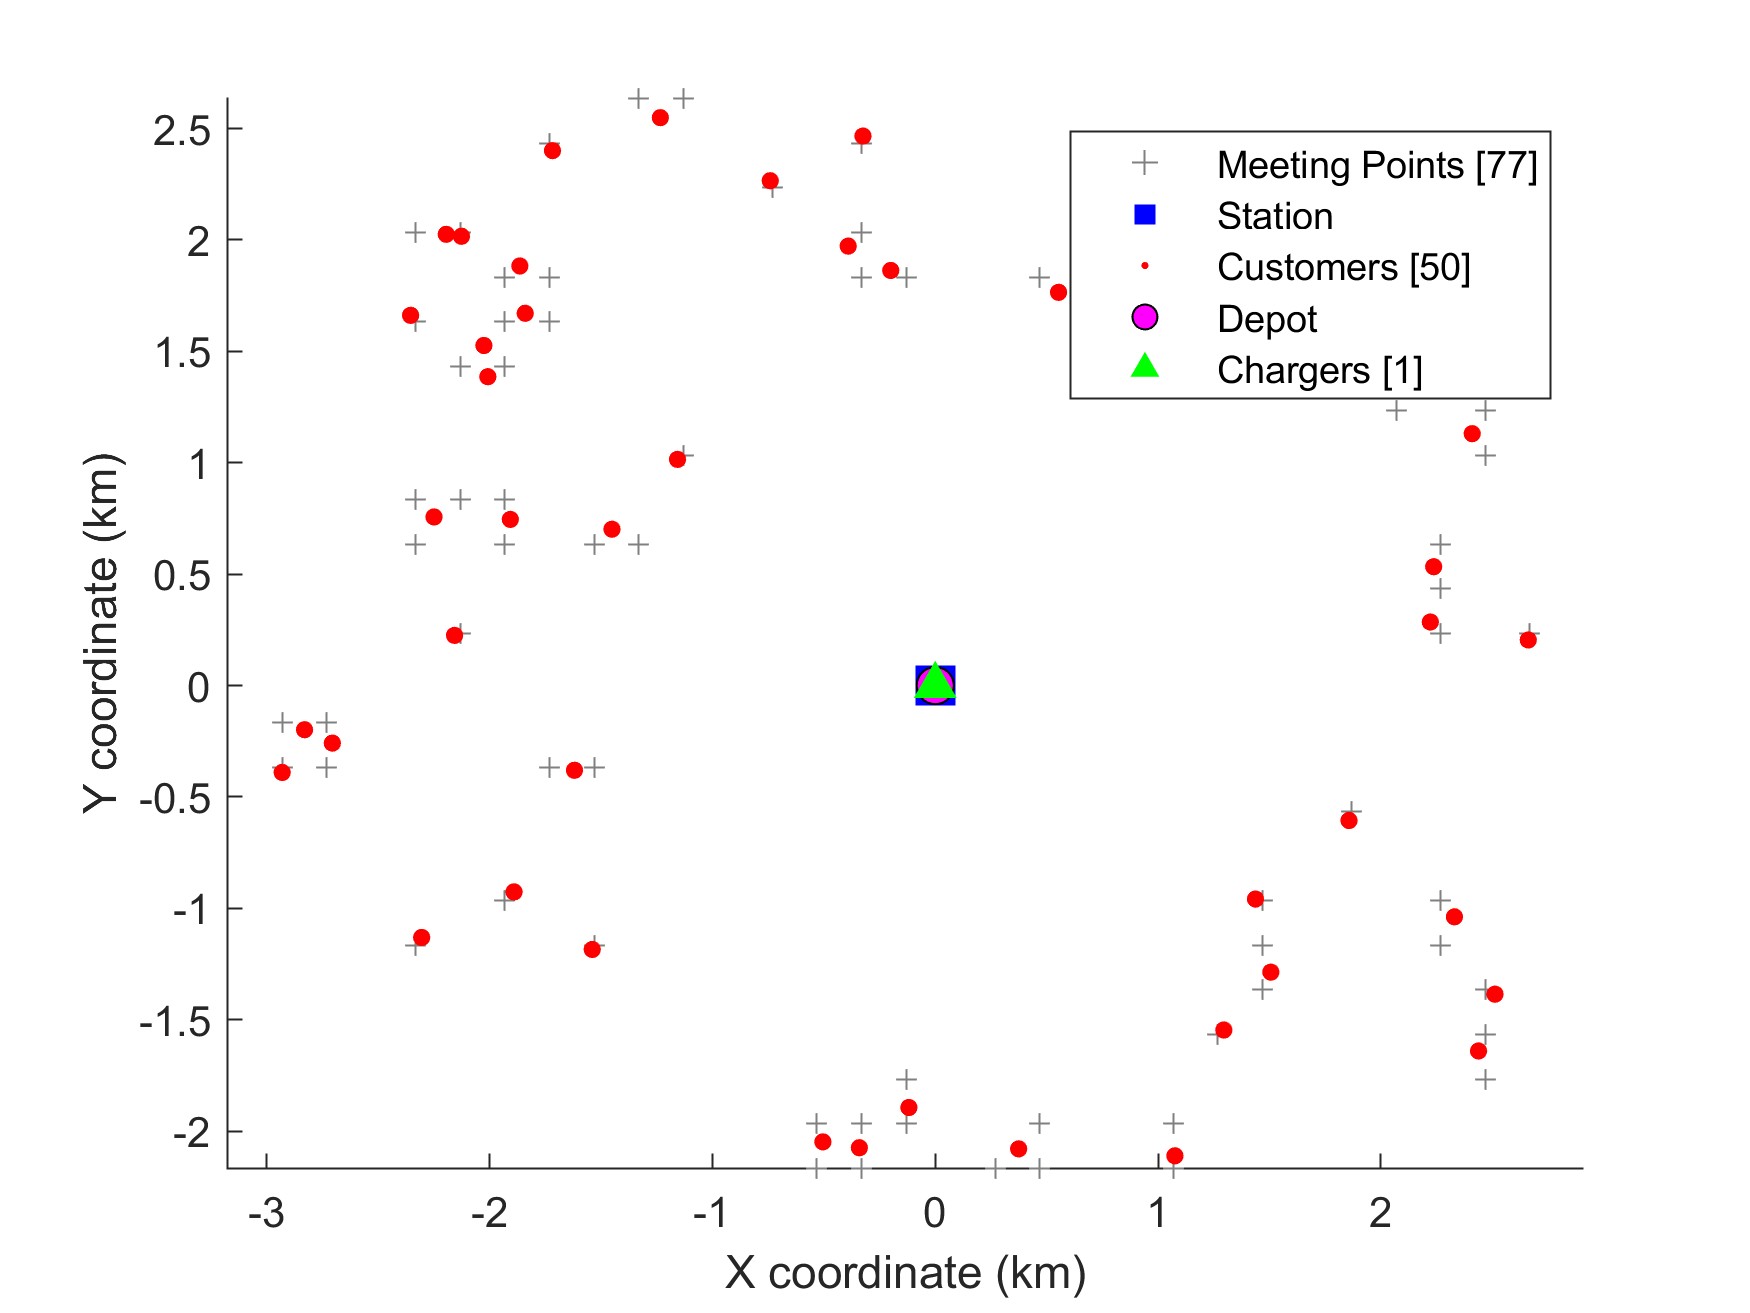 2.5
2
1.5
1
0.5
0
-0.5
-1
-1.5
-2
-3
-2
-1
0
1
2
X coordinate (km)
Y coordinate (km)
Meeting Points [77]
Station
Customers [50]
Depot
Chargers [1]